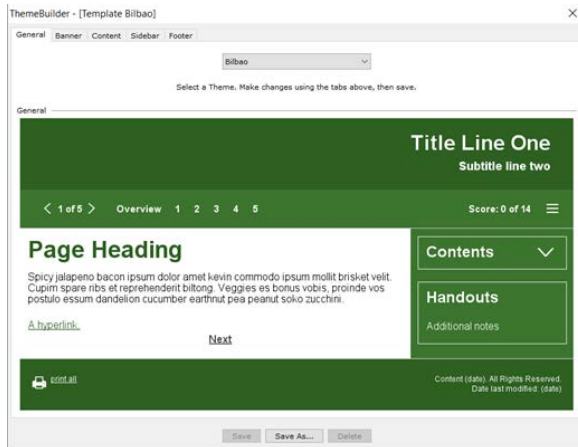 ThemeBuilder - [Template Bilbao]
General Banner Content Sidebar Footer
Bilbao
Select a Theme. Make changes using the tabs above, then save.
General
Title Line One
Subtitle line two
1 of 5 Overview 1 2 3 4 5 Score: 0 of 14
Page Heading
Spicy jalapeno bacon ipsum dolor amet kevin commodo ipsum mollit brisket velit.
Cupim spare ribs et reprehenderit biltong. Veggies es bonus vobis, proinde vos
postulo essum dandelion cucumber earthnut pea peanut soko zucchini.
A hyperlink.
Next
Contents
Handouts
Additional notes
print all
Content (date). All Rights Reserved.
Date last modified: (date)
Save Save As... Delete